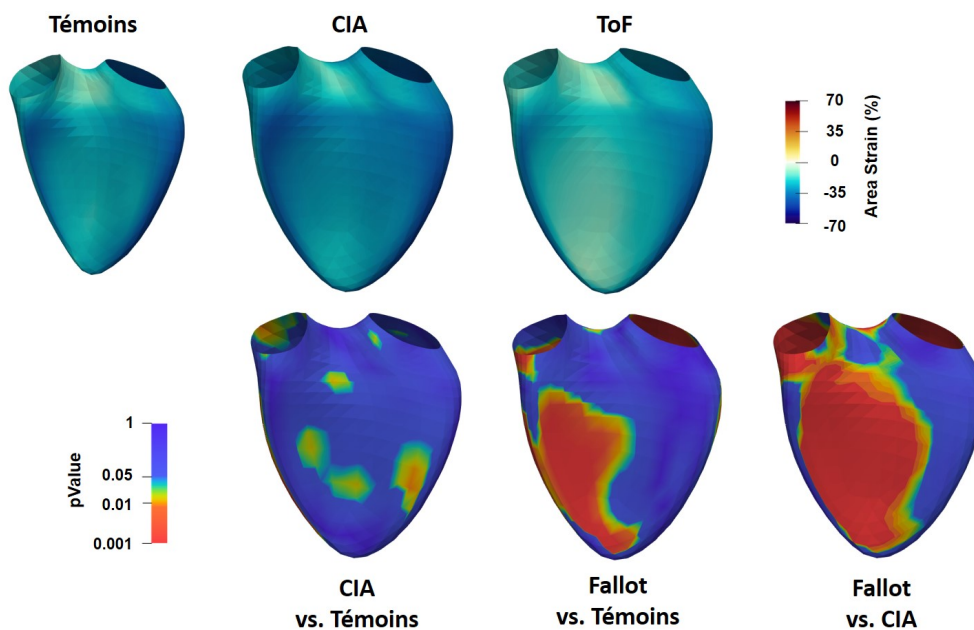 Témoins
CIA
ToF
70
35
0
-35
-70
Area Strain (%)
1
0.05
0.01
0.001
pValue
CIA
vs. Témoins
Fallot
vs. Témoins
Fallot
vs. CIA